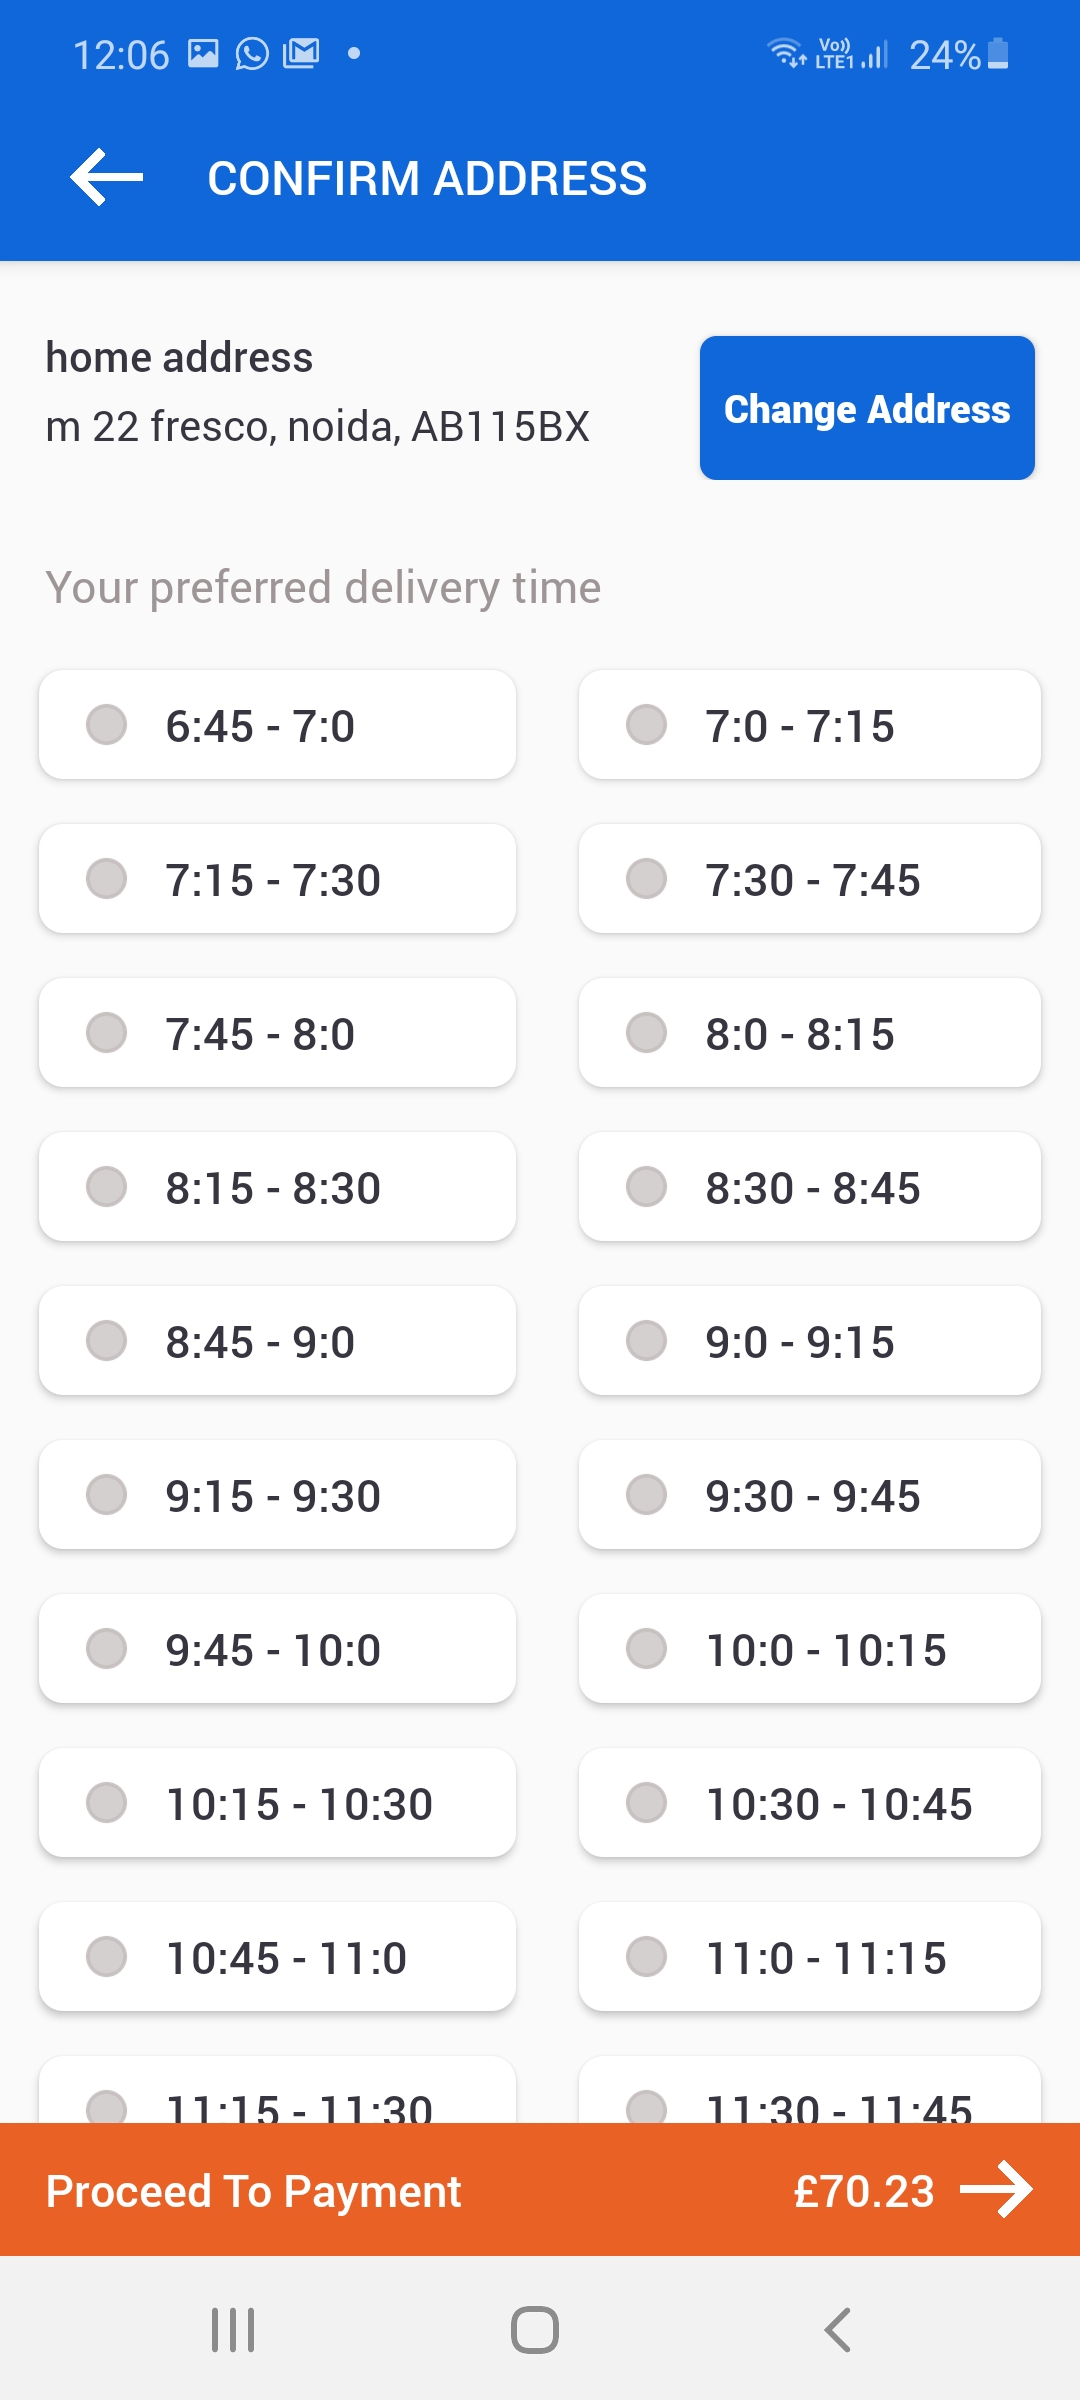 12:06 Vo)) LTE1 24%
CONFIRM ADDRESS
home address
m 22 fresco, noida, AB115BX
Change Address
Your preferred delivery time
6:45 - 7:0
7:0 - 7:15
7:15 - 7:30
7:30 - 7:45
7:45 - 8:0
8:0 - 8:15
8:15 - 8:30
8:30 - 8:45
8:45 - 9:0
9:0 - 9:15
9:15 - 9:30
9:30 - 9:45
9:45 - 10:0
10:0 - 10:15
10:15 - 10:30
10:30 - 10:45
10:45 - 11:0
11:0 - 11:15
11:15 - 11:30
11:30 - 11:45
Proceed To Payment £70.23